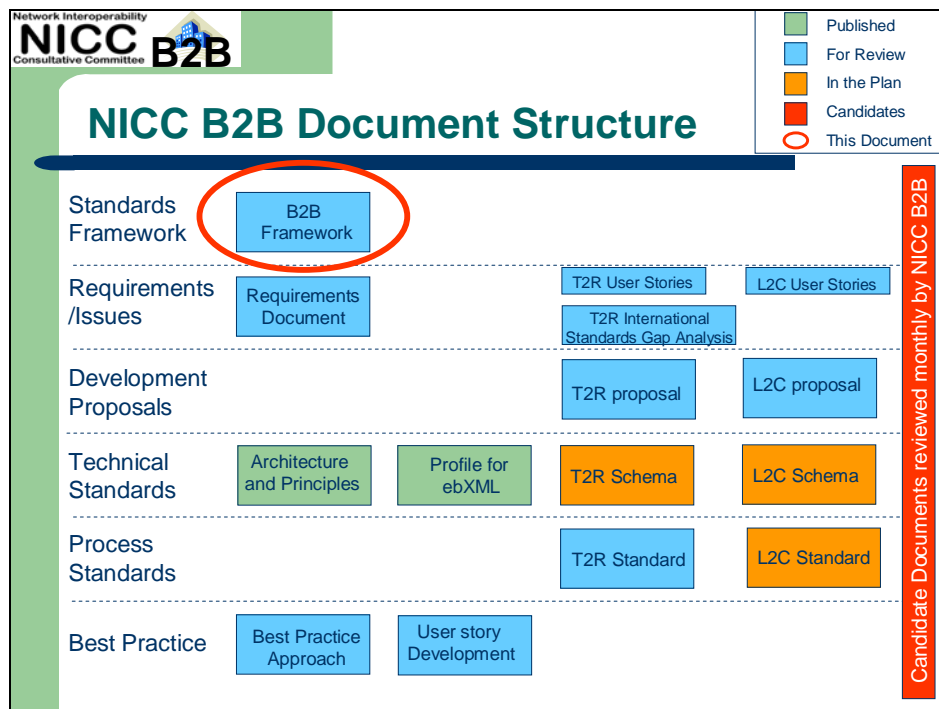 Network Interoperability
NICC
Consultative Committee
B2B
Published
For Review
In the Plan
Candidates
This Document
NICC B2B Document Structure
Standards
Framework
B2B
Framework
Requirements
/Issues
Requirements
Document
T2R User Stories
L2C User Stories
T2R International
Standards Gap Analysis
Development
Proposals
T2R proposal
L2C proposal
Technical
Standards
Architecture
and Principles
Profile for
ebXML
T2R Schema
L2C Schema
Process
Standards
T2R Standard
L2C Standard
Best Practice
Best Practice
Approach
User story
Development
Candidate Documents reviewed monthly by NICC B2B